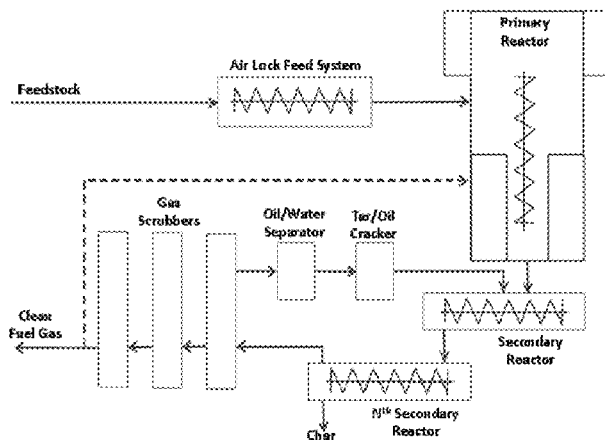 Primary
Reactor
Air Lock Feed System
Feedstock
Gas
Scrubbers
Oil/Water
Separator
Tar/Oil
Cracker
Clean
Fuel Gas
Secondary
Reactor
Nth Secondary
Reactor
Char